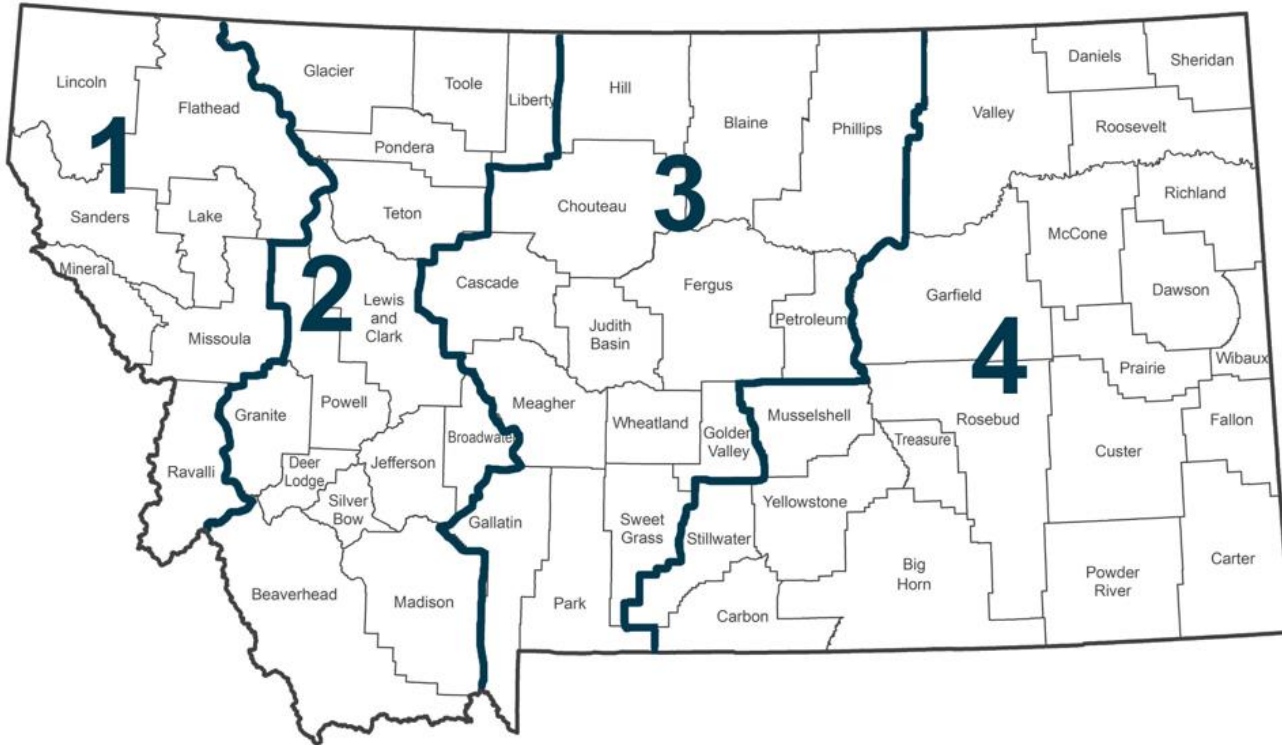 Lincoln
Flathead
1
Sanders
Lake
Mineral
Missoula
Ravalli
Glacier
Toole
Liberty
Pondera
Teton
2
Lewis
and
Clark
Granite
Powell
Broadwater
Deer
Lodge
Jefferson
Silver
Bow
Beaverhead
Madison
Hill
Blaine
Phillips
3
Chouteau
Cascade
Fergus
Judith
Basin
Petroleum
Meagher
Wheatland
Golden
Valley
Gallatin
Sweet
Grass
Park
Daniels
Sheridan
Valley
Roosevelt
Richland
McCone
Garfield
Dawson
4
Prairie
Wibaux
Musselshell
Rosebud
Treasure
Custer
Fallon
Yellowstone
Stillwater
Big
Horn
Powder
River
Carter
Carbon